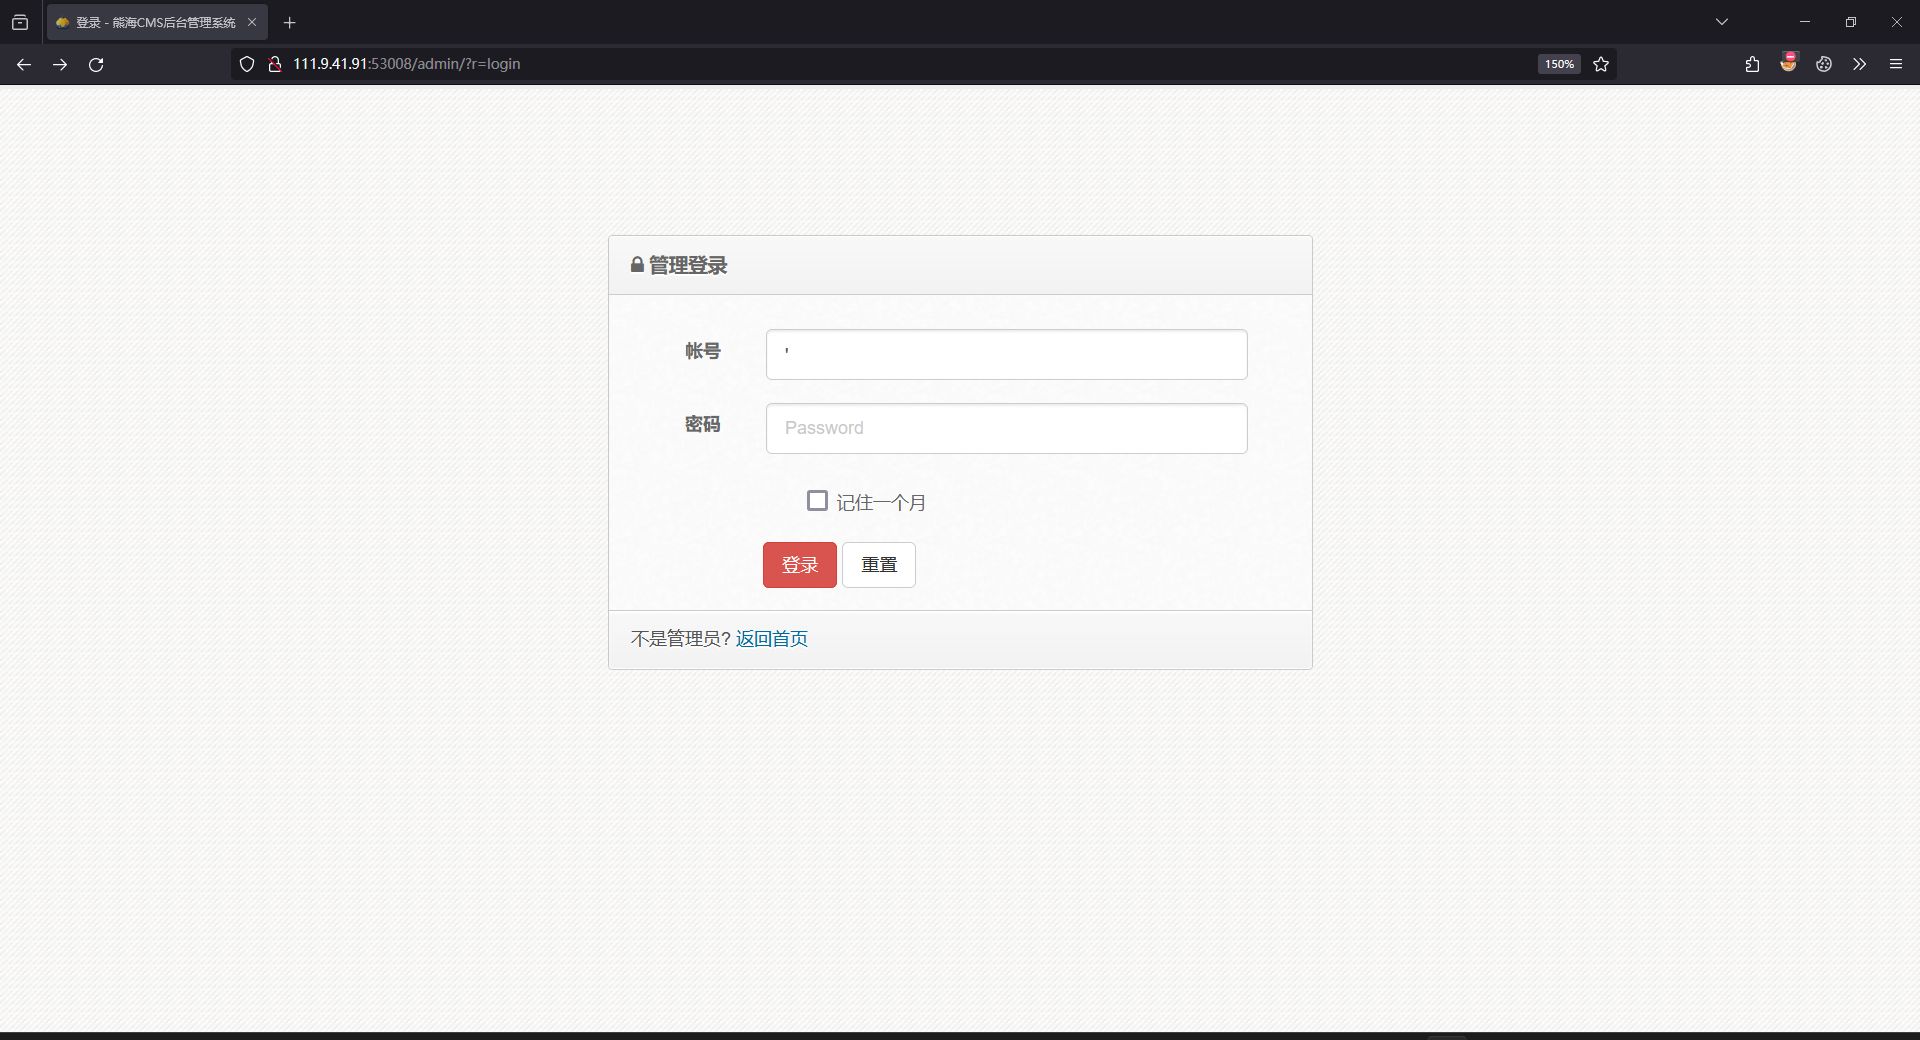 登录 - 熊海CMS后台管理系统
111.9.41.91:53008/admin/?r=login
150%
管理登录
帐号
'
密码
Password
记住一个月
登录
重置
不是管理员? 返回首页